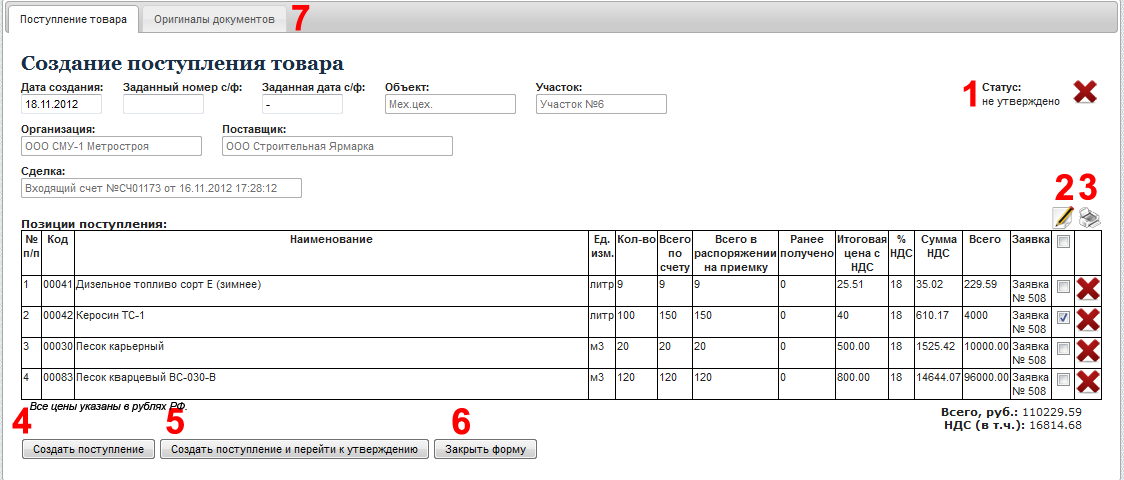 Поступление товара Оригиналы документов 7
Создание поступления товара
Дата создания: Заданный номер с/ф: Заданная дата с/ф: Объект: Участок:
18.11.2012 - Мех.цех. Участок №6
1 Статус:
не утверждено
Организация: Поставщик:
ООО СМУ-1 Метростроя ООО Строительная Ярмарка
Сделка:
Входящий счет №СЧ01173 от 16.11.2012 17:28:12
2 3
Позиции поступления:
№ п/п Код Наименование Ед. изм. Кол-во Всего по счету Всего в распоряжении на приемку Ранее получено Итоговая цена с НДС % НДС Сумма НДС Всего Заявка
1 00041 Дизельное топливо сорт Е (зимнее) литр 9 9 9 0 25.51 18 35.02 229.59 Заявка № 508
2 00042 Керосин ТС-1 литр 100 150 150 0 40 18 610.17 4000 Заявка № 508
3 00030 Песок карьерный м3 20 20 20 0 500.00 18 1525.42 10000.00 Заявка № 508
4 00083 Песок кварцевый ВС-030-В м3 120 120 120 0 800.00 18 14644.07 96000.00 Заявка № 508
Все цены указаны в рублях РФ.
Всего, руб.: 110229.59
НДС (в т.ч.): 16814.68
4 5 6
Создать поступление Создать поступление и перейти к утверждению Закрыть форму